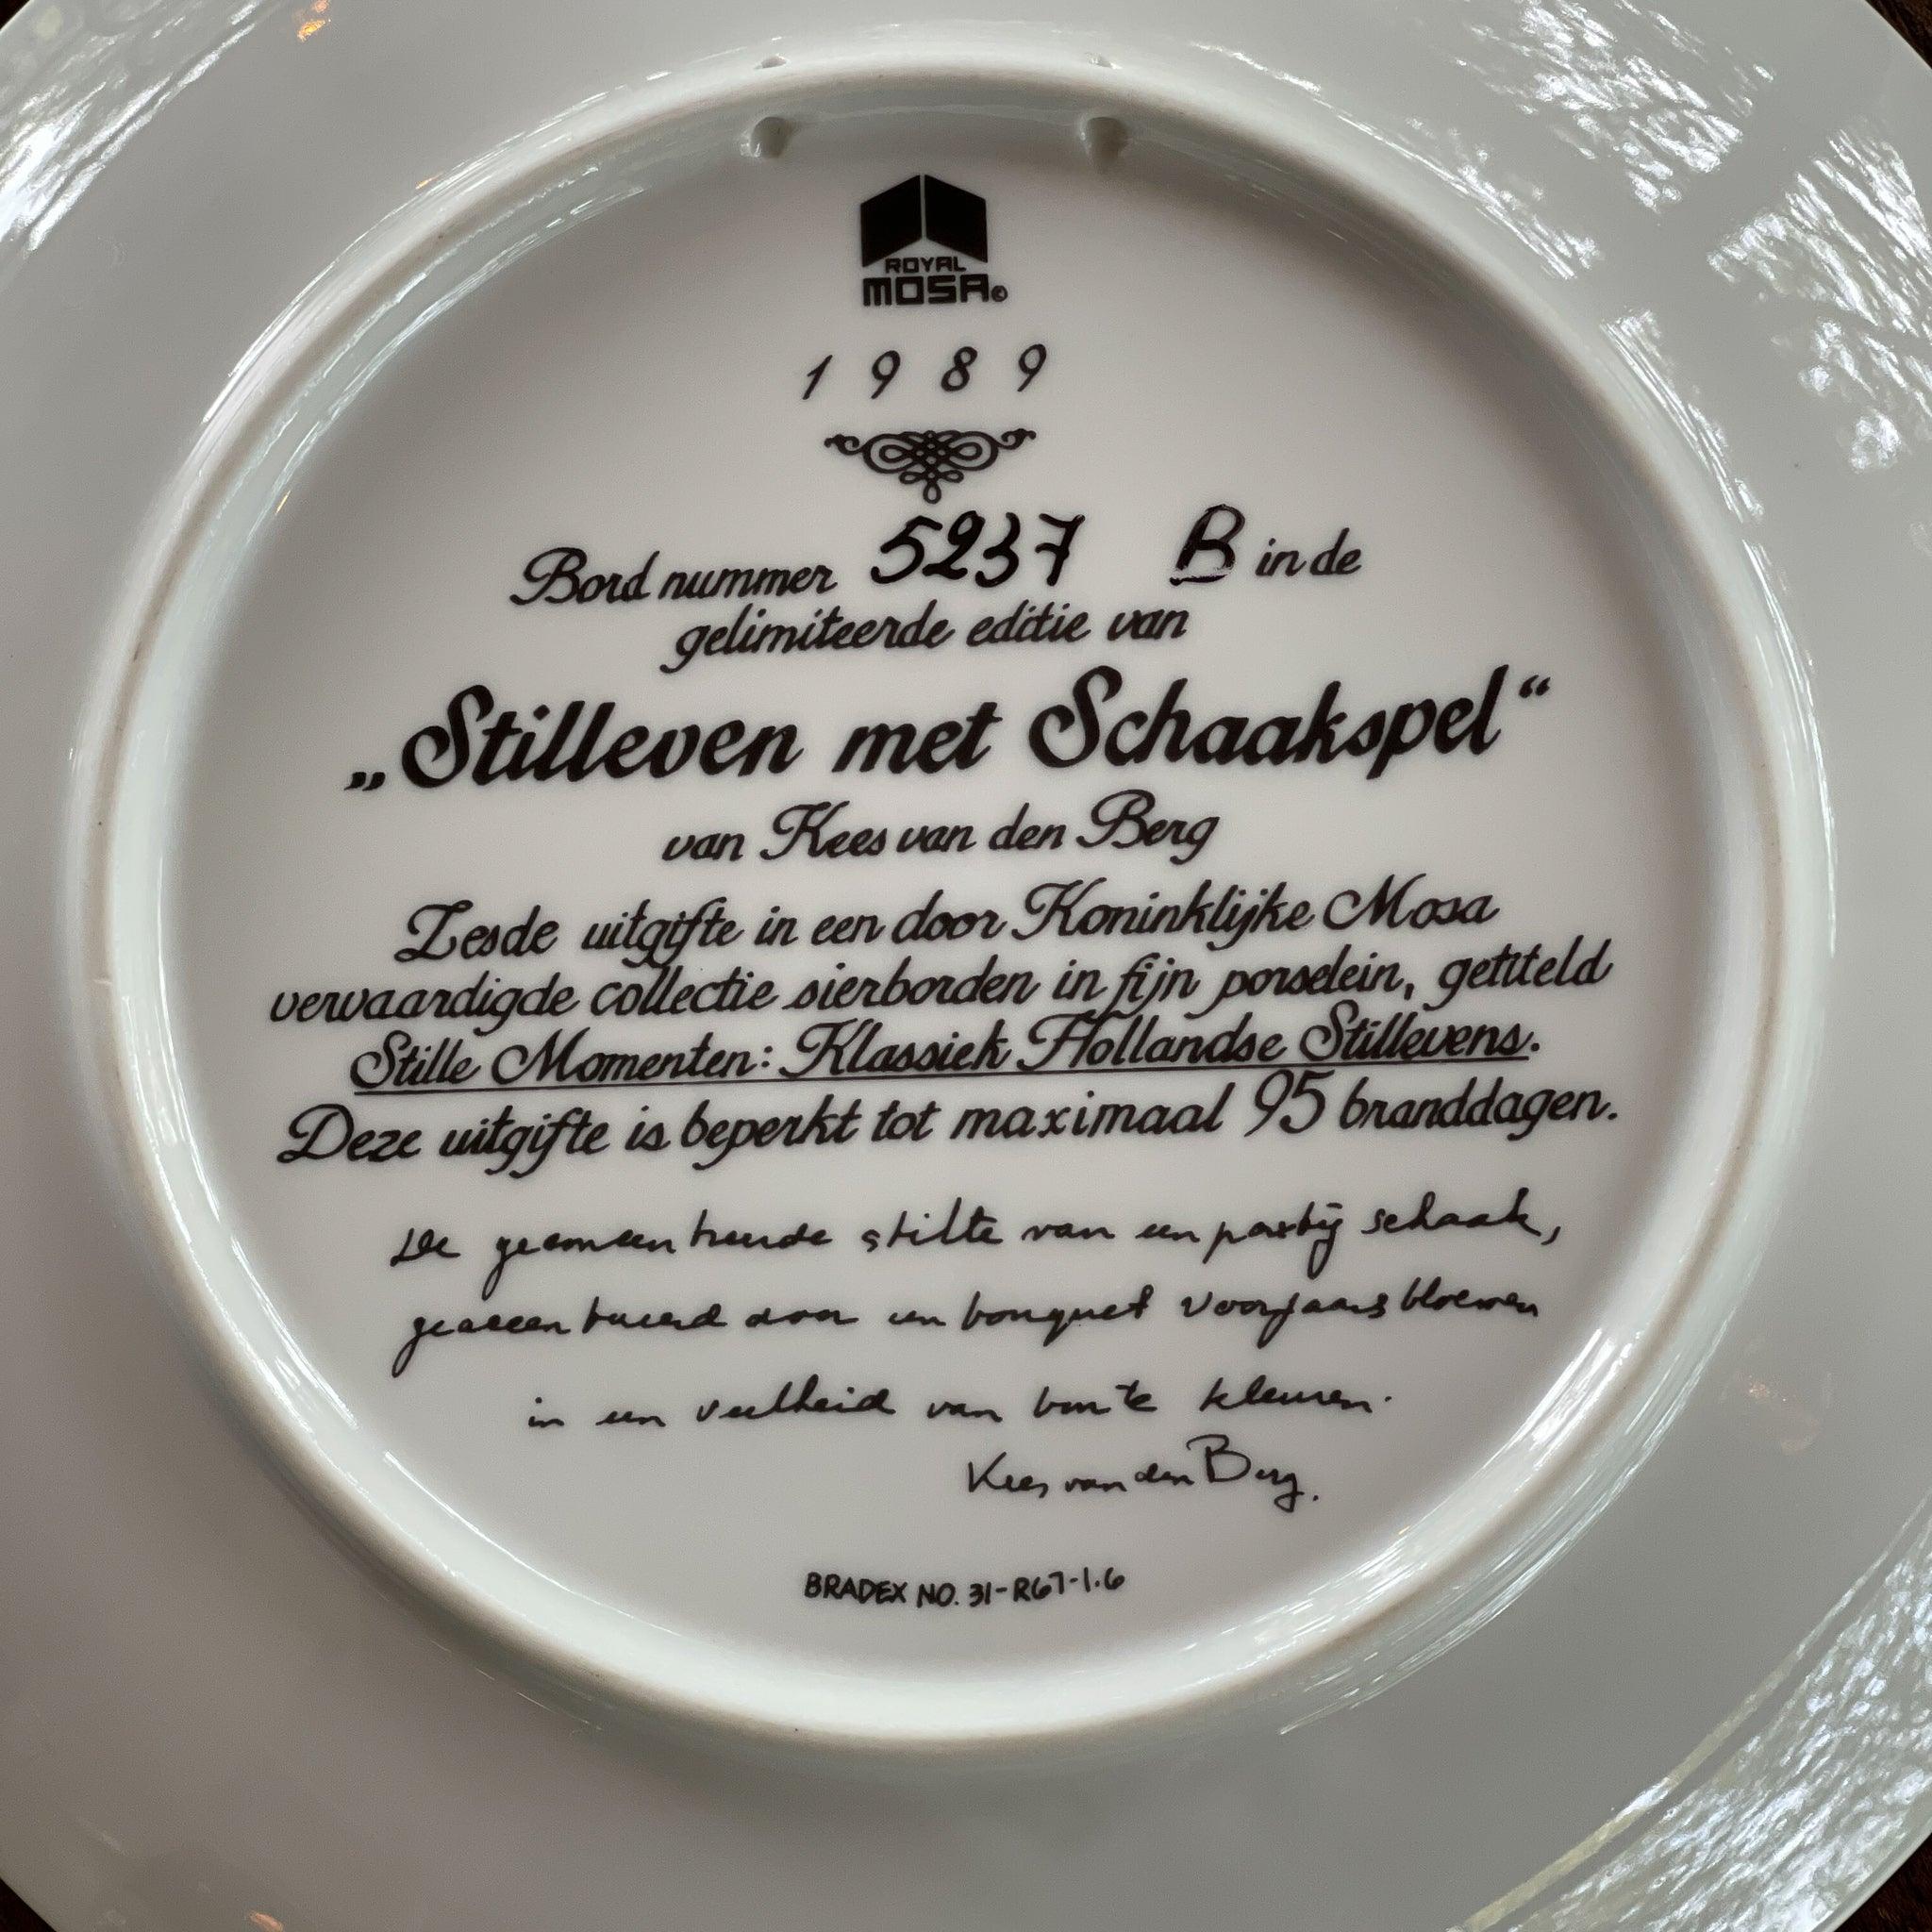 ROYAL
MOSA©
1989
Bord nummer 5237 B in de
gelimiteerde editie van
„Stilleven met Schaakspel“
van Kees van den Berg
Zesde uitgifte in een door Koninklijke Mosa
vervaardigde collectie sierborden in fijn porselein, getiteld
Stille Momenten: Klassiek Hollandse Stillevens.
Deze uitgifte is beperkt tot maximaal 95 branddagen.
De geconcentreerde stilte van een partij schaak,
geaccentueerd door een bouquet voorjaarsbloemen
in een veelheid van bonte kleuren.
Kees van den Berg.
BRADEX NO. 31-R67-1.6